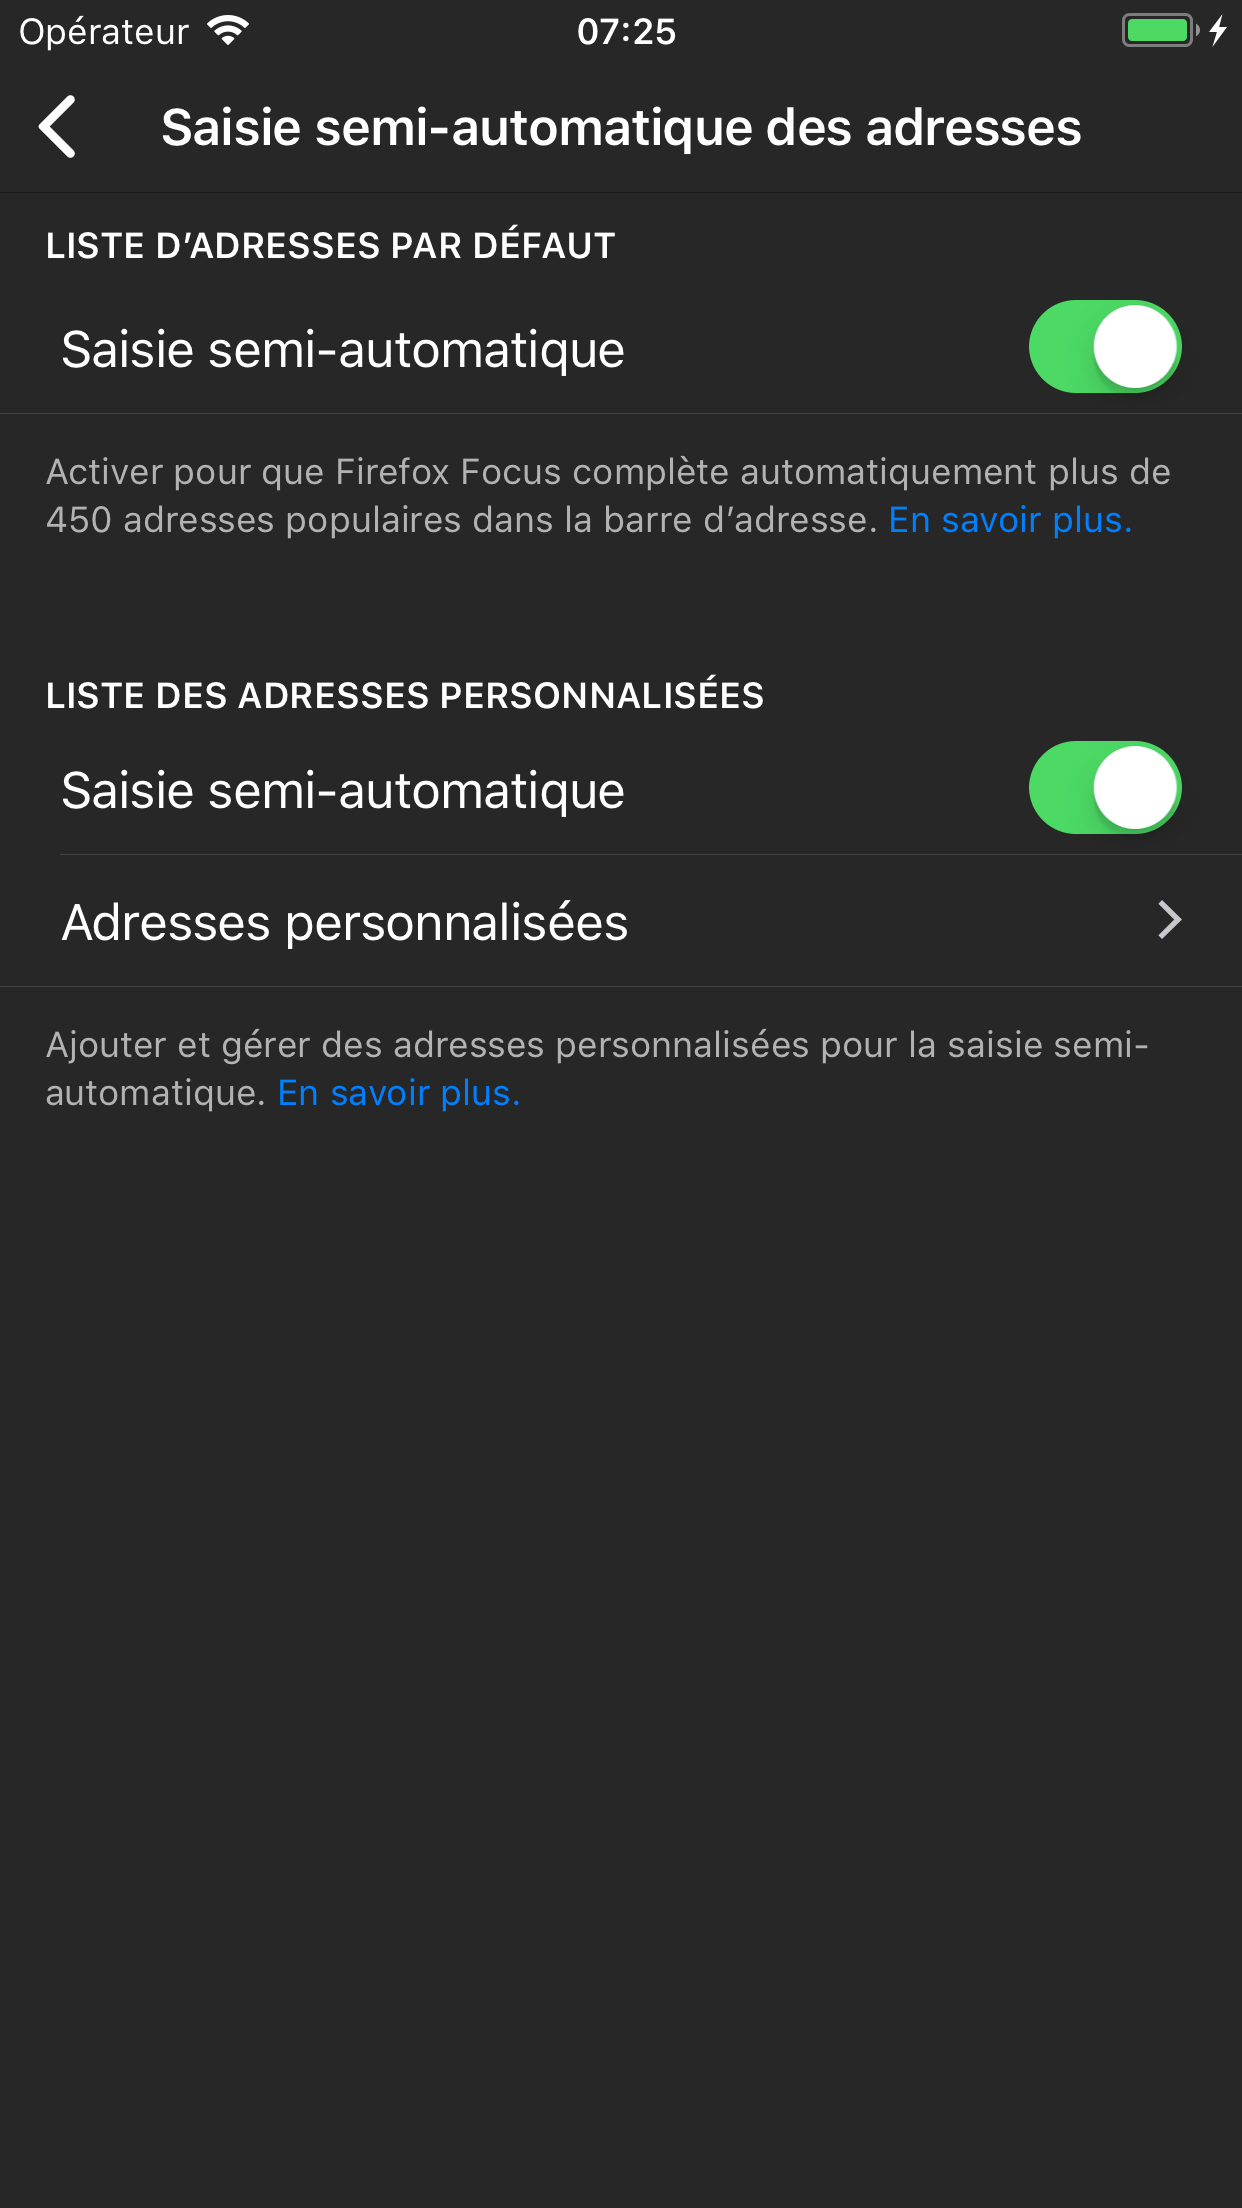 Opérateur
07:25
Saisie semi-automatique des adresses
LISTE D’ADRESSES PAR DÉFAUT
Saisie semi-automatique
Activer pour que Firefox Focus complète automatiquement plus de
450 adresses populaires dans la barre d’adresse. En savoir plus.
LISTE DES ADRESSES PERSONNALISÉES
Saisie semi-automatique
Adresses personnalisées
Ajouter et gérer des adresses personnalisées pour la saisie semi-
automatique. En savoir plus.